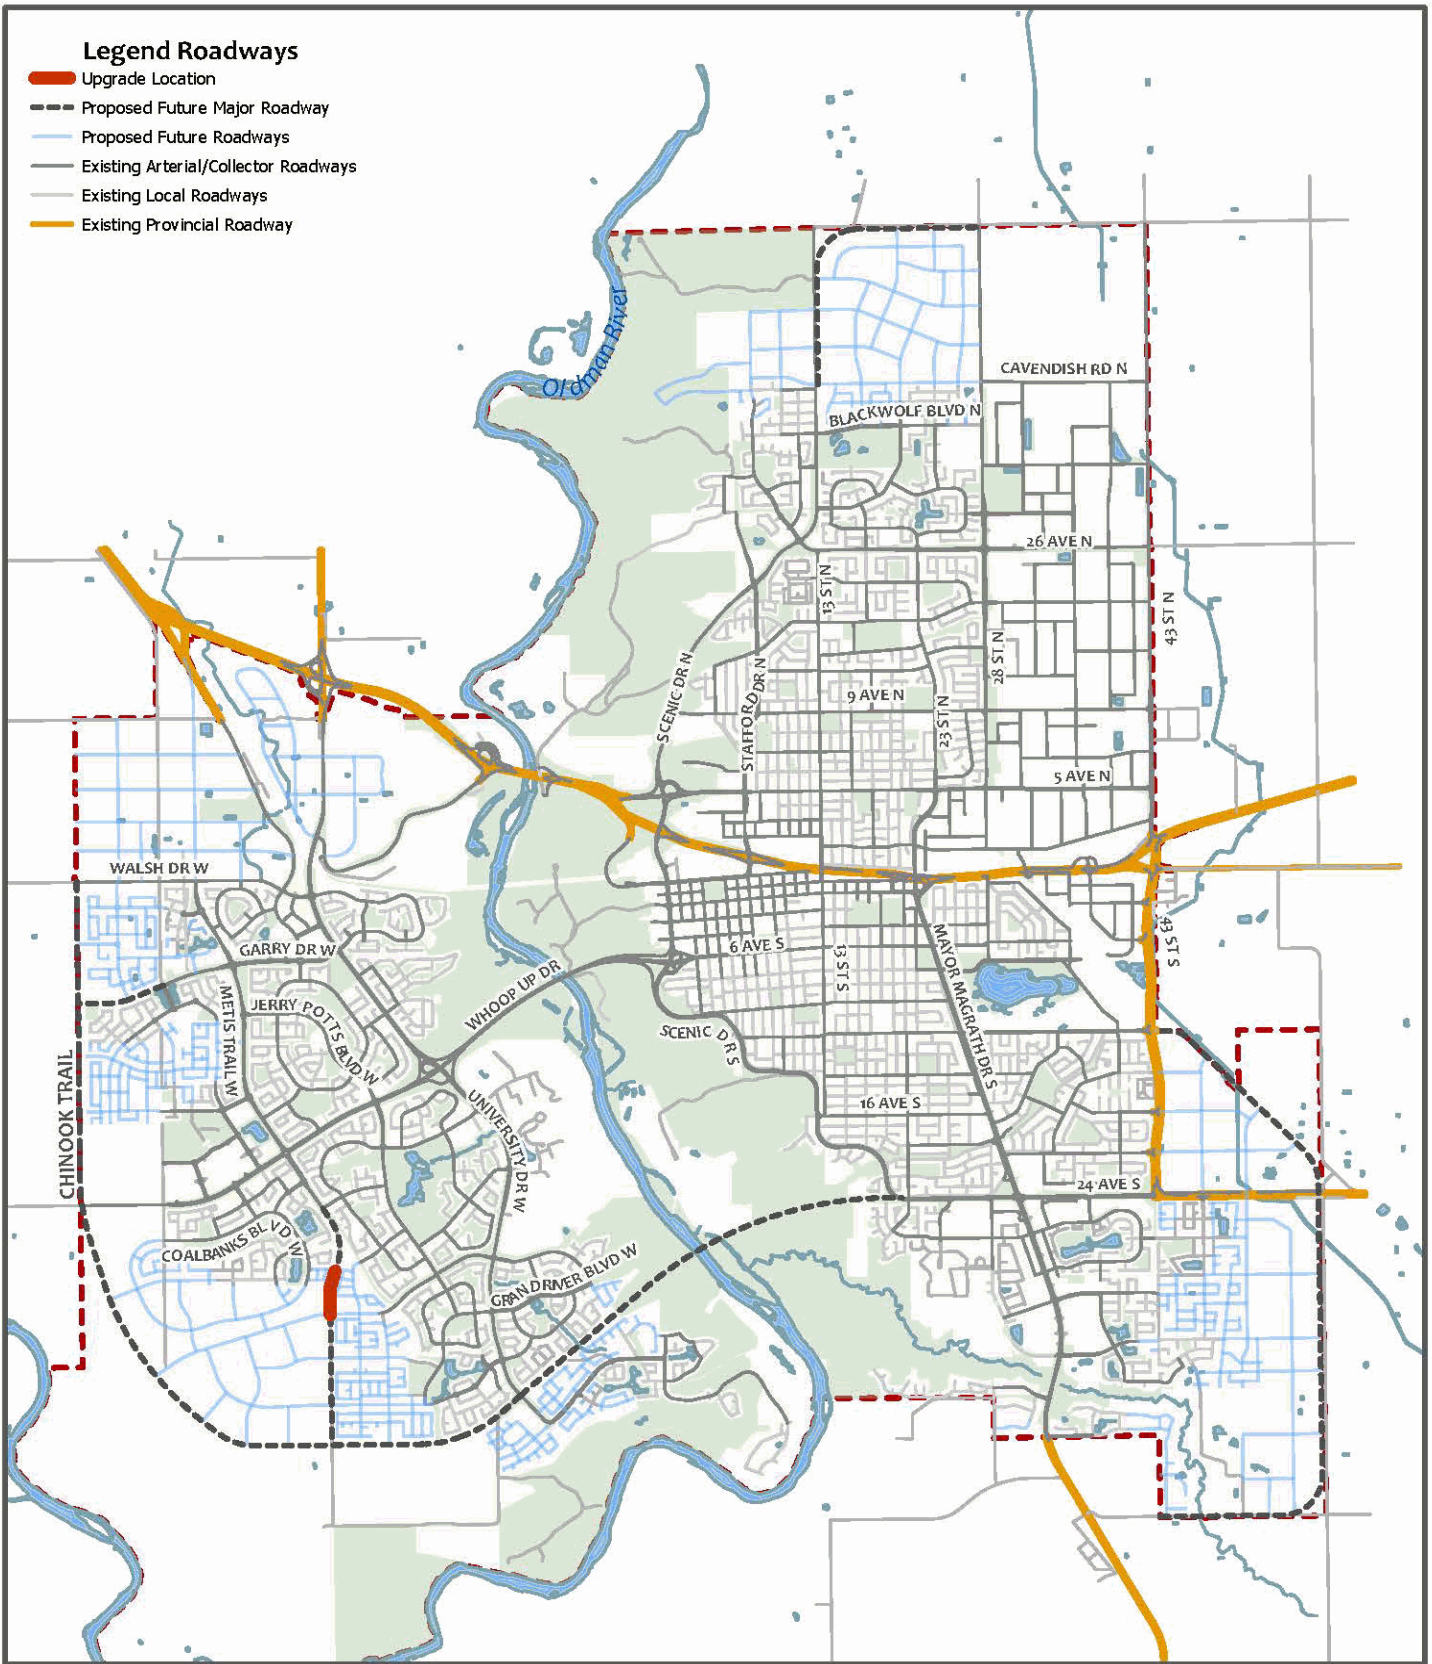 Legend Roadways
Upgrade Location
Proposed Future Major Roadway
Proposed Future Roadways
Existing Arterial/Collector Roadways
Existing Local Roadways
Existing Provincial Roadway
Oldman River
CAVENDISH RD N
BLACKWOLF BLVD N
26 AVE N
13 ST N
43 ST N
28 ST N
SCENIC DR N
STAFFORD DR N
9 AVE N
23 ST N
5 AVE N
WALSH DR W
GARRY DR W
6 AVE S
13 ST S
MAYOR MAGRATH DR S
43 ST S
WHOOP UP DR
METIS TRAIL W
JERRY POTTS BLVD W
SCENIC DR S
CHINOOK TRAIL
UNIVERSITY DR W
16 AVE S
24 AVE S
COALBANKS BLVD W
GRANDRIVER BLVD W